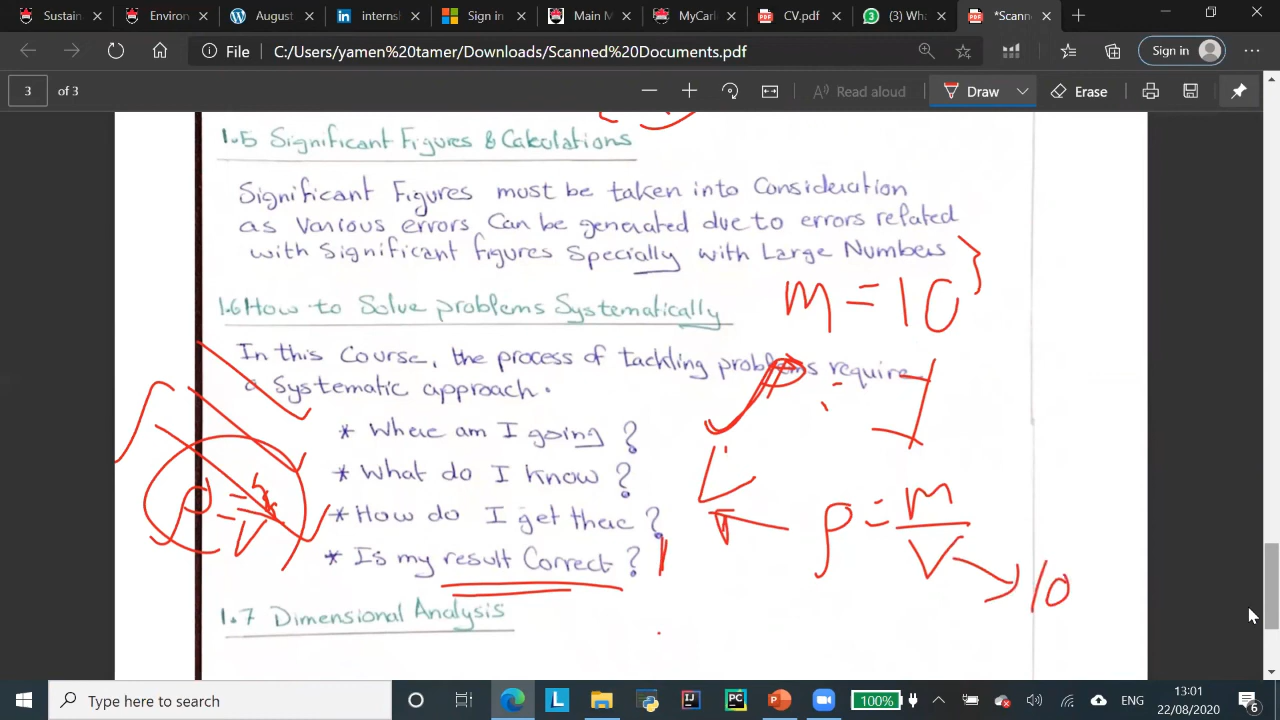 Sustain
Environ
August
internal
Sign in
Main M
MyCarl
CV.pdf
(3) Wha
*Scann
File C:/Users/yamen%20tamer/Downloads/Scanned%20Documents.pdf
Sign in
3 of 3
Read aloud
Draw
Erase
1.5 Significant Figures & Calculations
Significant Figures must be taken into Consideration
as various errors Can be generated due to errors related
with Significant figures Specially with Large Numbers
m = 10
1.6 How to Solve problems Systematically
In this Course, the process of tackling problems require
a Systematic approach.
* Where am I going ?
* What do I know ?
* How do I get there ?
ρ = m/V
10
* Is my result Correct ?
1.7 Dimensional Analysis
Type here to search
100%
ENG
13:01
22/08/2020
6